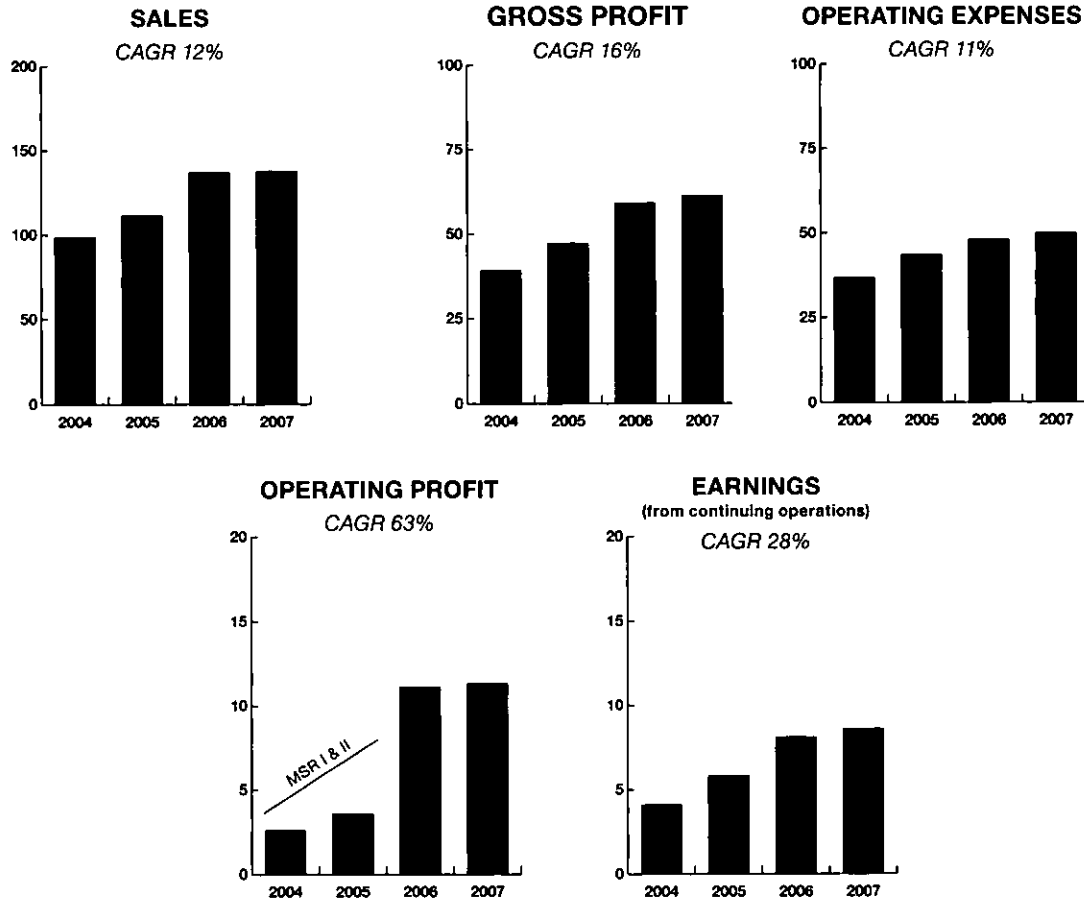 SALES
CAGR 12%
200
150
100
50
0
2004 2005 2006 2007
GROSS PROFIT
CAGR 16%
100
75
50
25
0
2004 2005 2006 2007
OPERATING EXPENSES
CAGR 11%
100
75
50
25
0
2004 2005 2006 2007
OPERATING PROFIT
CAGR 63%
20
15
10
5
0
MSR I & II
2004 2005 2006 2007
EARNINGS
(from continuing operations)
CAGR 28%
20
15
10
5
0
2004 2005 2006 2007